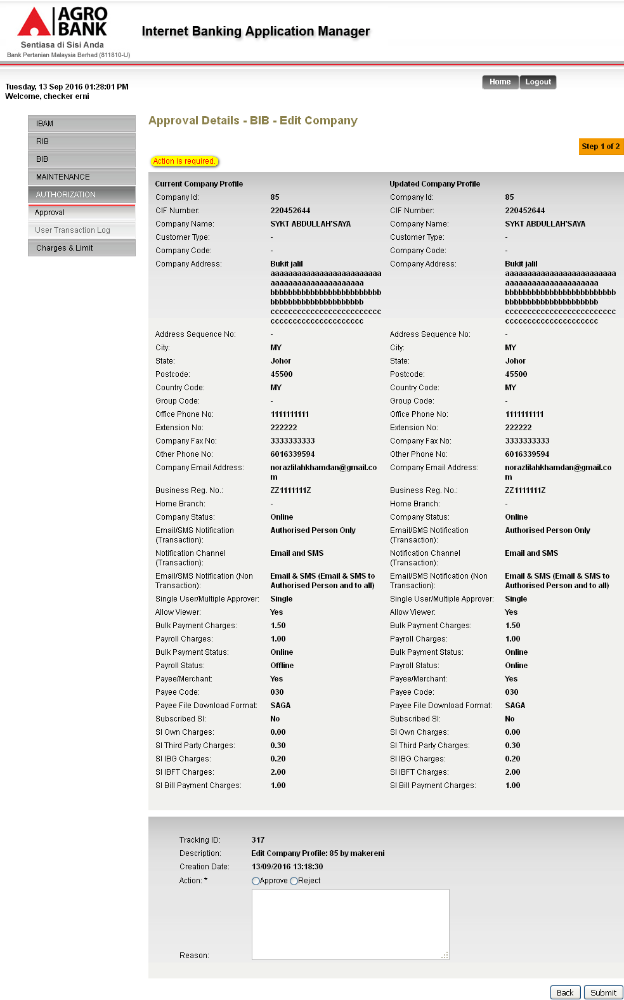 AGRO
BANK
Sentiasa di Sisi Anda
Bank Pertanian Malaysia Berhad (811810-U)
Internet Banking Application Manager
Tuesday, 13 Sep 2016 01:28:01 PM
Welcome, checker erni
Home Logout
IBAM
RIB
BIB
MAINTENANCE
AUTHORIZATION
Approval
User Transaction Log
Charges & Limit
Approval Details - BIB - Edit Company
Step 1 of 2
Action is required.
Current Company Profile Updated Company Profile
Company Id: 85 Company Id: 85
CIF Number: 220452644 CIF Number: 220452644
Company Name: SYKT ABDULLAH'SAYA Company Name: SYKT ABDULLAH'SAYA
Customer Type: - Customer Type: -
Company Code: - Company Code: -
Company Address: Bukit jalil Company Address: Bukit jalil
aaaaaaaaaaaaaaaaaaaaaaaaa aaaaaaaaaaaaaaaaaaaaaaaaa
aaaaaaaaaaaaaaaaaaaaa aaaaaaaaaaaaaaaaaaaaa
bbbbbbbbbbbbbbbbbbbbbbbbb bbbbbbbbbbbbbbbbbbbbbbbbb
bbbbbbbbbbbbbbbbbbbbb bbbbbbbbbbbbbbbbbbbbb
ccccccccccccccccccccccccc ccccccccccccccccccccccccc
ccccccccccccccccccccc ccccccccccccccccccccc
Address Sequence No: - Address Sequence No: -
City: MY City: MY
State: Johor State: Johor
Postcode: 45500 Postcode: 45500
Country Code: MY Country Code: MY
Group Code: - Group Code: -
Office Phone No: 1111111111 Office Phone No: 1111111111
Extension No: 222222 Extension No: 222222
Company Fax No: 3333333333 Company Fax No: 3333333333
Other Phone No: 6016339594 Other Phone No: 6016339594
Company Email Address: norazlilahkhamdan@gmail.co Company Email Address: norazlilahkhamdan@gmail.co
m m
Business Reg. No.: ZZ1111111Z Business Reg. No.: ZZ1111111Z
Home Branch: - Home Branch: -
Company Status: Online Company Status: Online
Email/SMS Notification Authorised Person Only Email/SMS Notification Authorised Person Only
(Transaction): (Transaction):
Notification Channel Email and SMS Notification Channel Email and SMS
(Transaction): (Transaction):
Email/SMS Notification (Non Email & SMS (Email & SMS to Email/SMS Notification (Non Email & SMS (Email & SMS to
Transaction): Authorised Person and to all) Transaction): Authorised Person and to all)
Single User/Multiple Approver: Single Single User/Multiple Approver: Single
Allow Viewer: Yes Allow Viewer: Yes
Bulk Payment Charges: 1.50 Bulk Payment Charges: 1.50
Payroll Charges: 1.00 Payroll Charges: 1.00
Bulk Payment Status: Online Bulk Payment Status: Online
Payroll Status: Offline Payroll Status: Online
Payee/Merchant: Yes Payee/Merchant: Yes
Payee Code: 030 Payee Code: 030
Payee File Download Format: SAGA Payee File Download Format: SAGA
Subscribed SI: No Subscribed SI: No
SI Own Charges: 0.00 SI Own Charges: 0.00
SI Third Party Charges: 0.30 SI Third Party Charges: 0.30
SI IBG Charges: 0.20 SI IBG Charges: 0.20
SI IBFT Charges: 2.00 SI IBFT Charges: 2.00
SI Bill Payment Charges: 1.00 SI Bill Payment Charges: 1.00
Tracking ID: 317
Description: Edit Company Profile: 85 by makereni
Creation Date: 13/09/2016 13:18:30
Action: * Approve Reject
Reason:
Back Submit